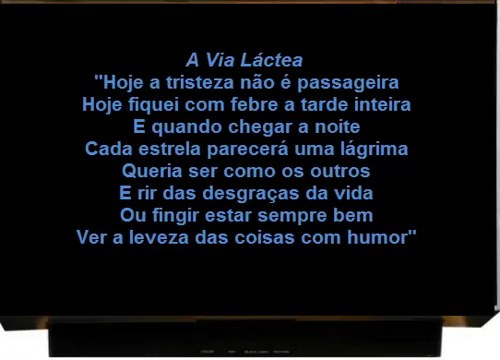 A Via Láctea
"Hoje a tristeza não é passageira
Hoje fiquei com febre a tarde inteira
E quando chegar a noite
Cada estrela parecerá uma lágrima
Queria ser como os outros
E rir das desgraças da vida
Ou fingir estar sempre bem
Ver a leveza das coisas com humor"